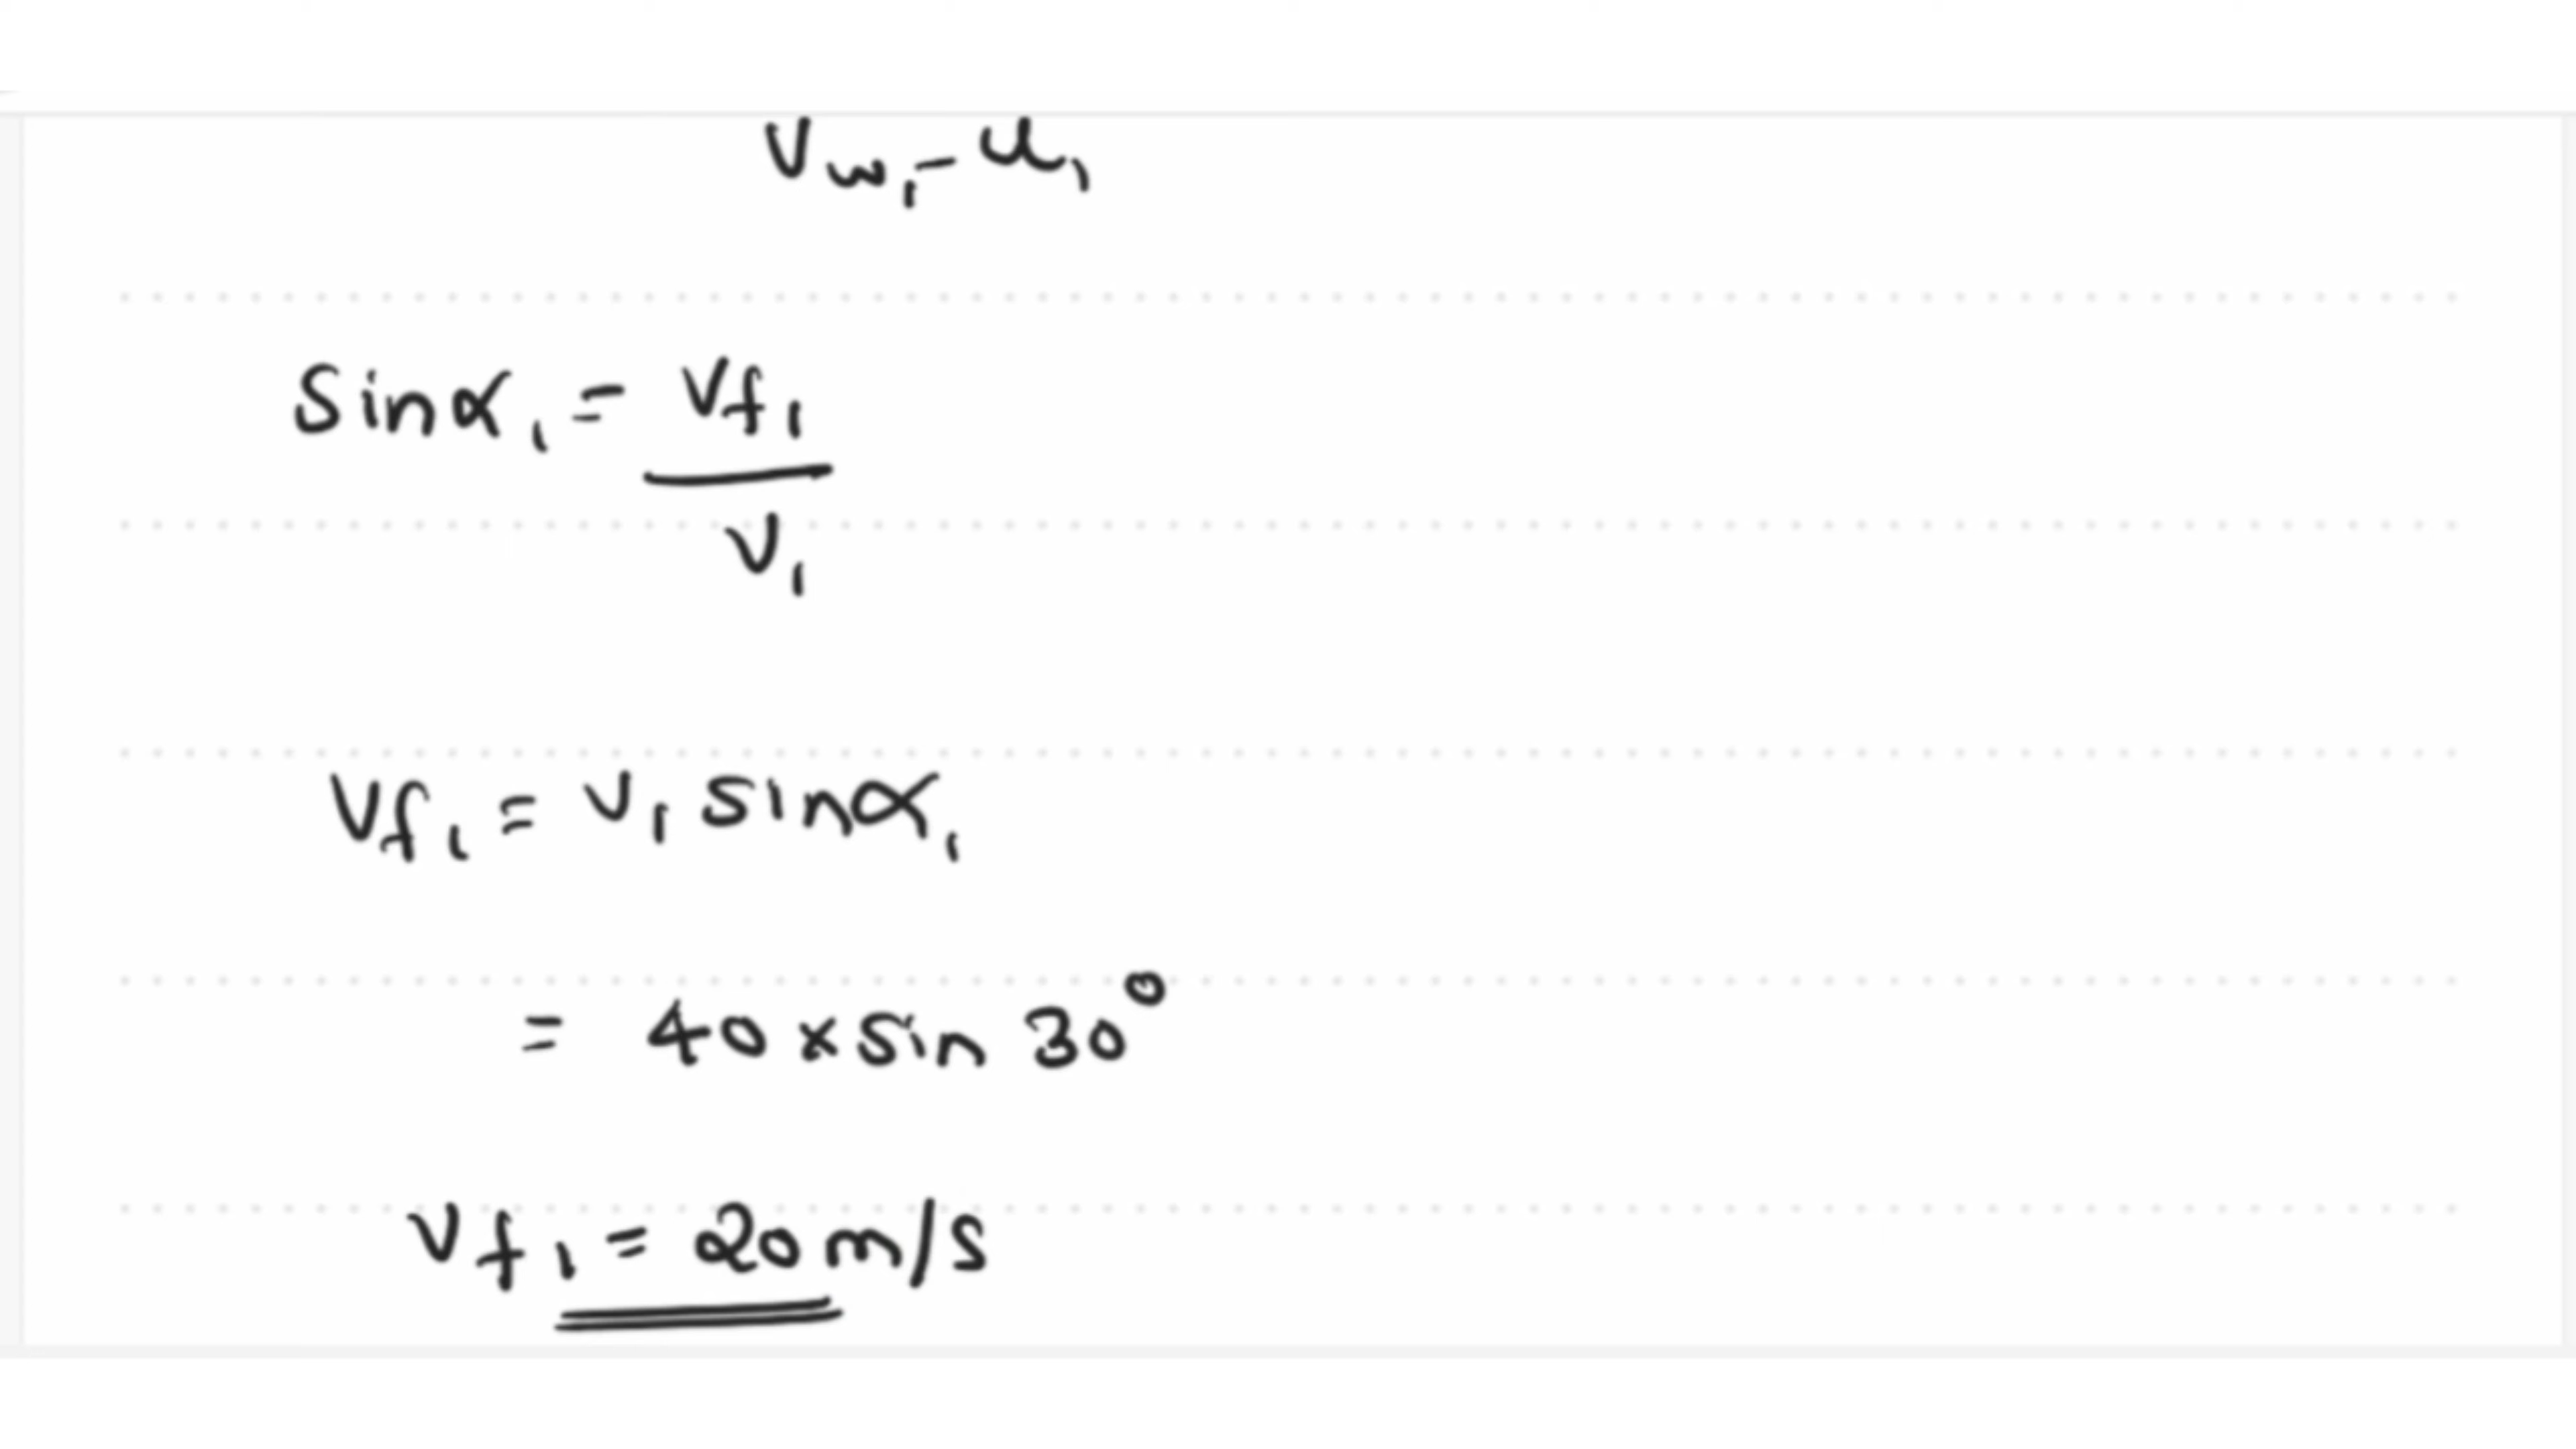 Vw₁ - u₁
sinα₁ = Vf₁
V₁
Vf₁ = V₁ sinα₁
= 40 × sin 30°
Vf₁ = 20 m/s